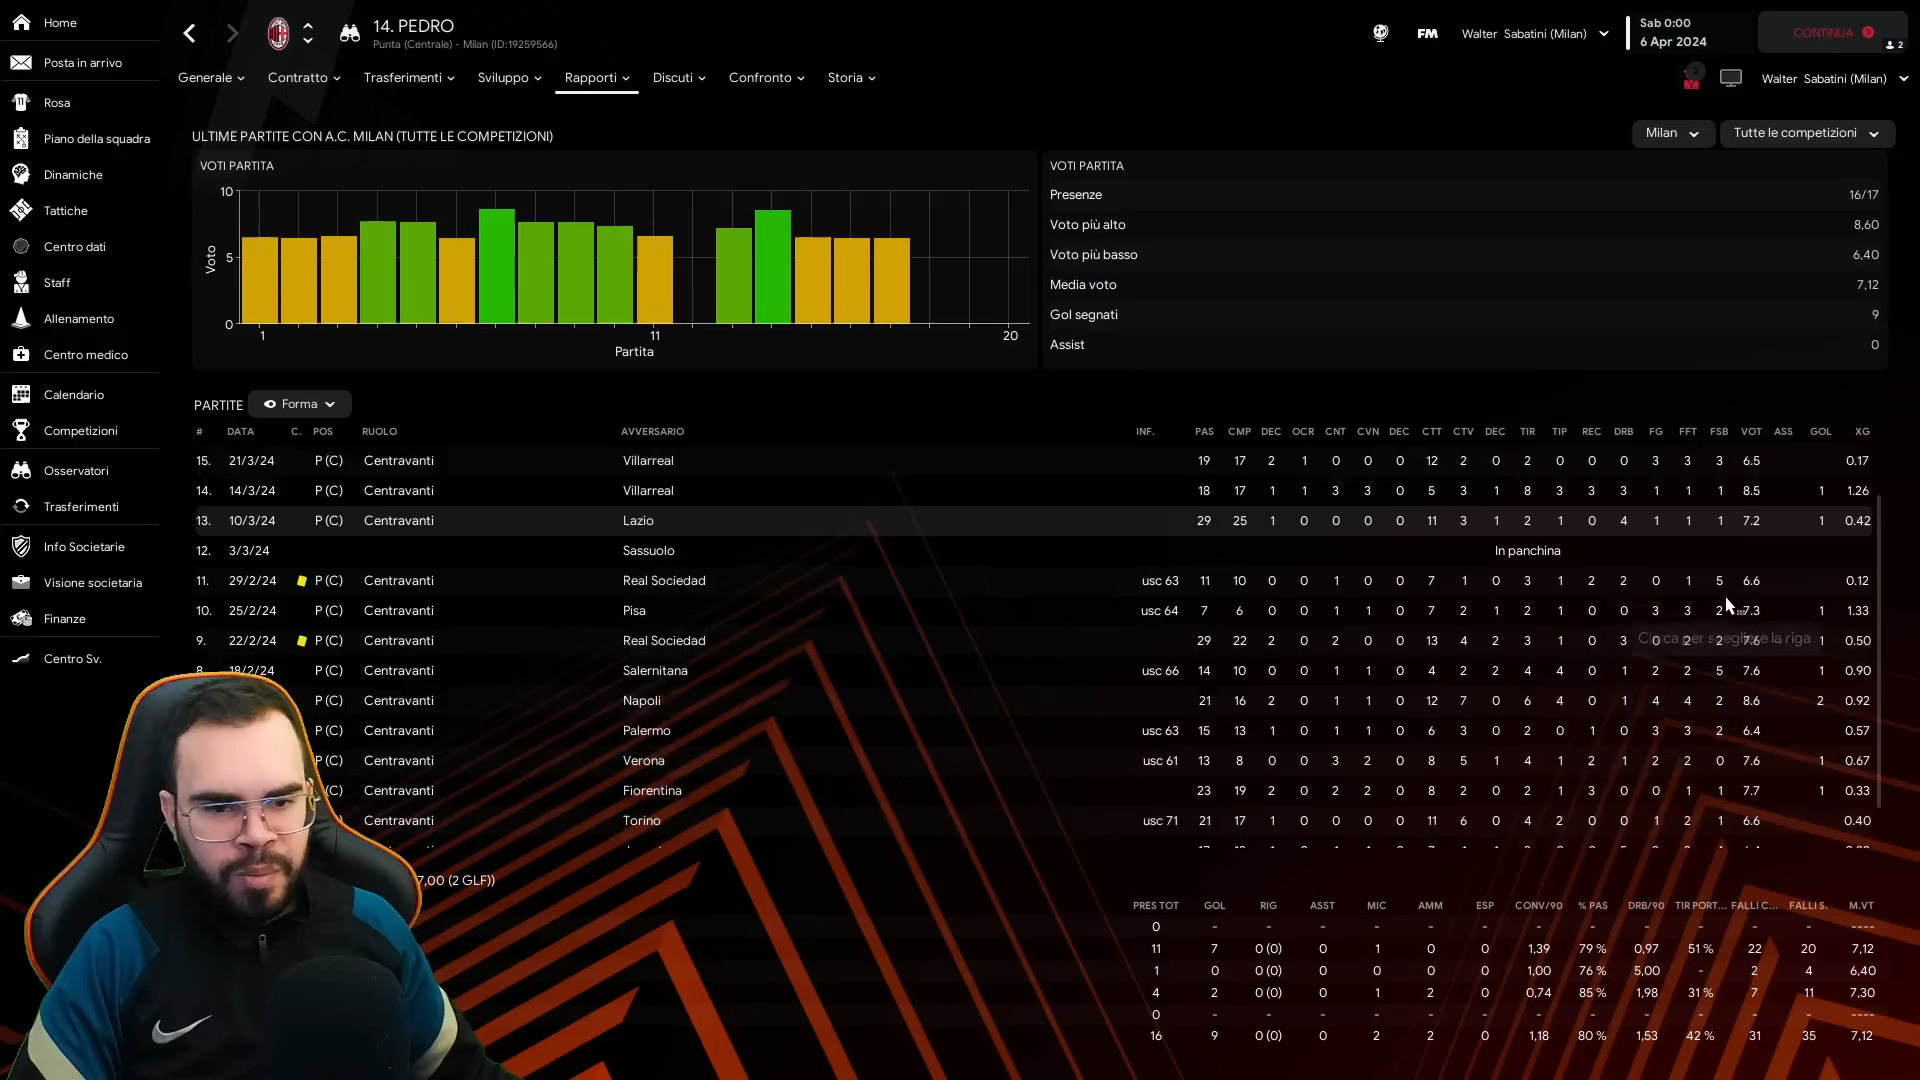 Home
Posta in arrivo
Rosa
Piano della squadra
Dinamiche
Tattiche
Centro dati
Staff
Allenamento
Centro medico
Calendario
Competizioni
Osservatori
Trasferimenti
Info Societarie
Visione societaria
Finanze
Centro Sv.
14. PEDRO
Punta (Centrale) - Milan (ID:19259566)
FM
Walter Sabatini (Milan)
Sab 0:00
6 Apr 2024
CONTINUA
2
Generale
Contratto
Trasferimenti
Sviluppo
Rapporti
Discuti
Confronto
Storia
Walter Sabatini (Milan)
ULTIME PARTITE CON A.C. MILAN (TUTTE LE COMPETIZIONI)
Milan
Tutte le competizioni
VOTI PARTITA
10
5
0
Voto
1
11
20
Partita
VOTI PARTITA
Presenze 16/17
Voto più alto 8,60
Voto più basso 6,40
Media voto 7,12
Gol segnati 9
Assist 0
PARTITE Forma
# DATA C. POS RUOLO AVVERSARIO INF. PAS CMP DEC OCR CNT CVN DEC CTT CTV DEC TIR TIP REC DRB FG FFT FSB VOT ASS GOL XG
15. 21/3/24 P (C) Centravanti Villarreal 19 17 2 1 0 0 0 12 2 0 2 0 0 0 3 3 3 6.5 0.17
14. 14/3/24 P (C) Centravanti Villarreal 18 17 1 1 3 3 0 5 3 1 8 3 3 3 1 1 1 8.5 1 1.26
13. 10/3/24 P (C) Centravanti Lazio 29 25 1 0 0 0 0 11 3 1 2 1 0 4 1 1 1 7.2 1 0.42
12. 3/3/24 Sassuolo In panchina
11. 29/2/24 P (C) Centravanti Real Sociedad usc 63 11 10 0 0 1 0 0 7 1 0 3 1 2 2 0 1 5 6.6 0.12
10. 25/2/24 P (C) Centravanti Pisa usc 64 7 6 0 0 1 1 0 7 2 1 2 1 0 0 3 3 2 7.3 1 1.33
9. 22/2/24 P (C) Centravanti Real Sociedad 29 22 2 0 2 0 0 13 4 2 3 1 0 3 0 2 2 7.6 1 0.50
Clicca per scegliere la riga
8. 18/2/24 P (C) Centravanti Salernitana usc 66 14 10 0 0 1 1 0 4 2 2 4 4 0 1 2 2 5 7.6 1 0.90
P (C) Centravanti Napoli 21 16 2 0 1 1 0 12 7 0 6 4 0 1 4 4 2 8.6 2 0.92
P (C) Centravanti Palermo usc 63 15 13 1 0 1 1 0 6 3 0 2 0 1 0 3 3 2 6.4 0.57
P (C) Centravanti Verona usc 61 13 8 0 0 3 2 0 8 5 1 4 1 2 1 2 2 0 7.6 1 0.67
(C) Centravanti Fiorentina 23 19 2 0 2 2 0 8 2 0 2 1 3 0 0 1 1 7.7 1 0.33
Centravanti Torino usc 71 21 17 1 0 0 0 0 11 6 0 4 2 0 0 1 2 1 6.6 0.40
7,00 (2 GLF))
PRES TOT GOL RIG ASST MIC AMM ESP CONV/90 % PAS DRB/90 TIR PORT... FALLI C... FALLI S. M.VT
0 - - - - - - - - - - - - ----
11 7 0 (0) 0 1 0 0 1,39 79 % 0,97 51 % 22 20 7,12
1 0 0 (0) 0 0 0 0 1,00 76 % 5,00 - 2 4 6,40
4 2 0 (0) 0 1 2 0 0,74 85 % 1,98 31 % 7 11 7,30
0 - - - - - - - - - - - - ----
16 9 0 (0) 0 2 2 0 1,18 80 % 1,53 42 % 31 35 7,12